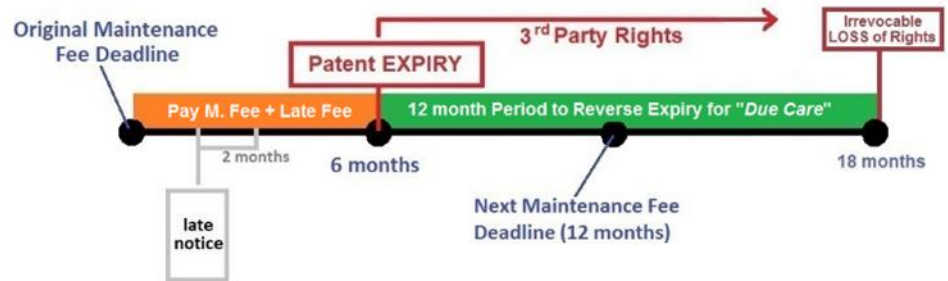 Original Maintenance
Fee Deadline
3rd Party Rights
Irrevocable
LOSS of Rights
Patent EXPIRY
Pay M. Fee + Late Fee
12 month Period to Reverse Expiry for "Due Care"
2 months
6 months
18 months
late
notice
Next Maintenance Fee
Deadline (12 months)